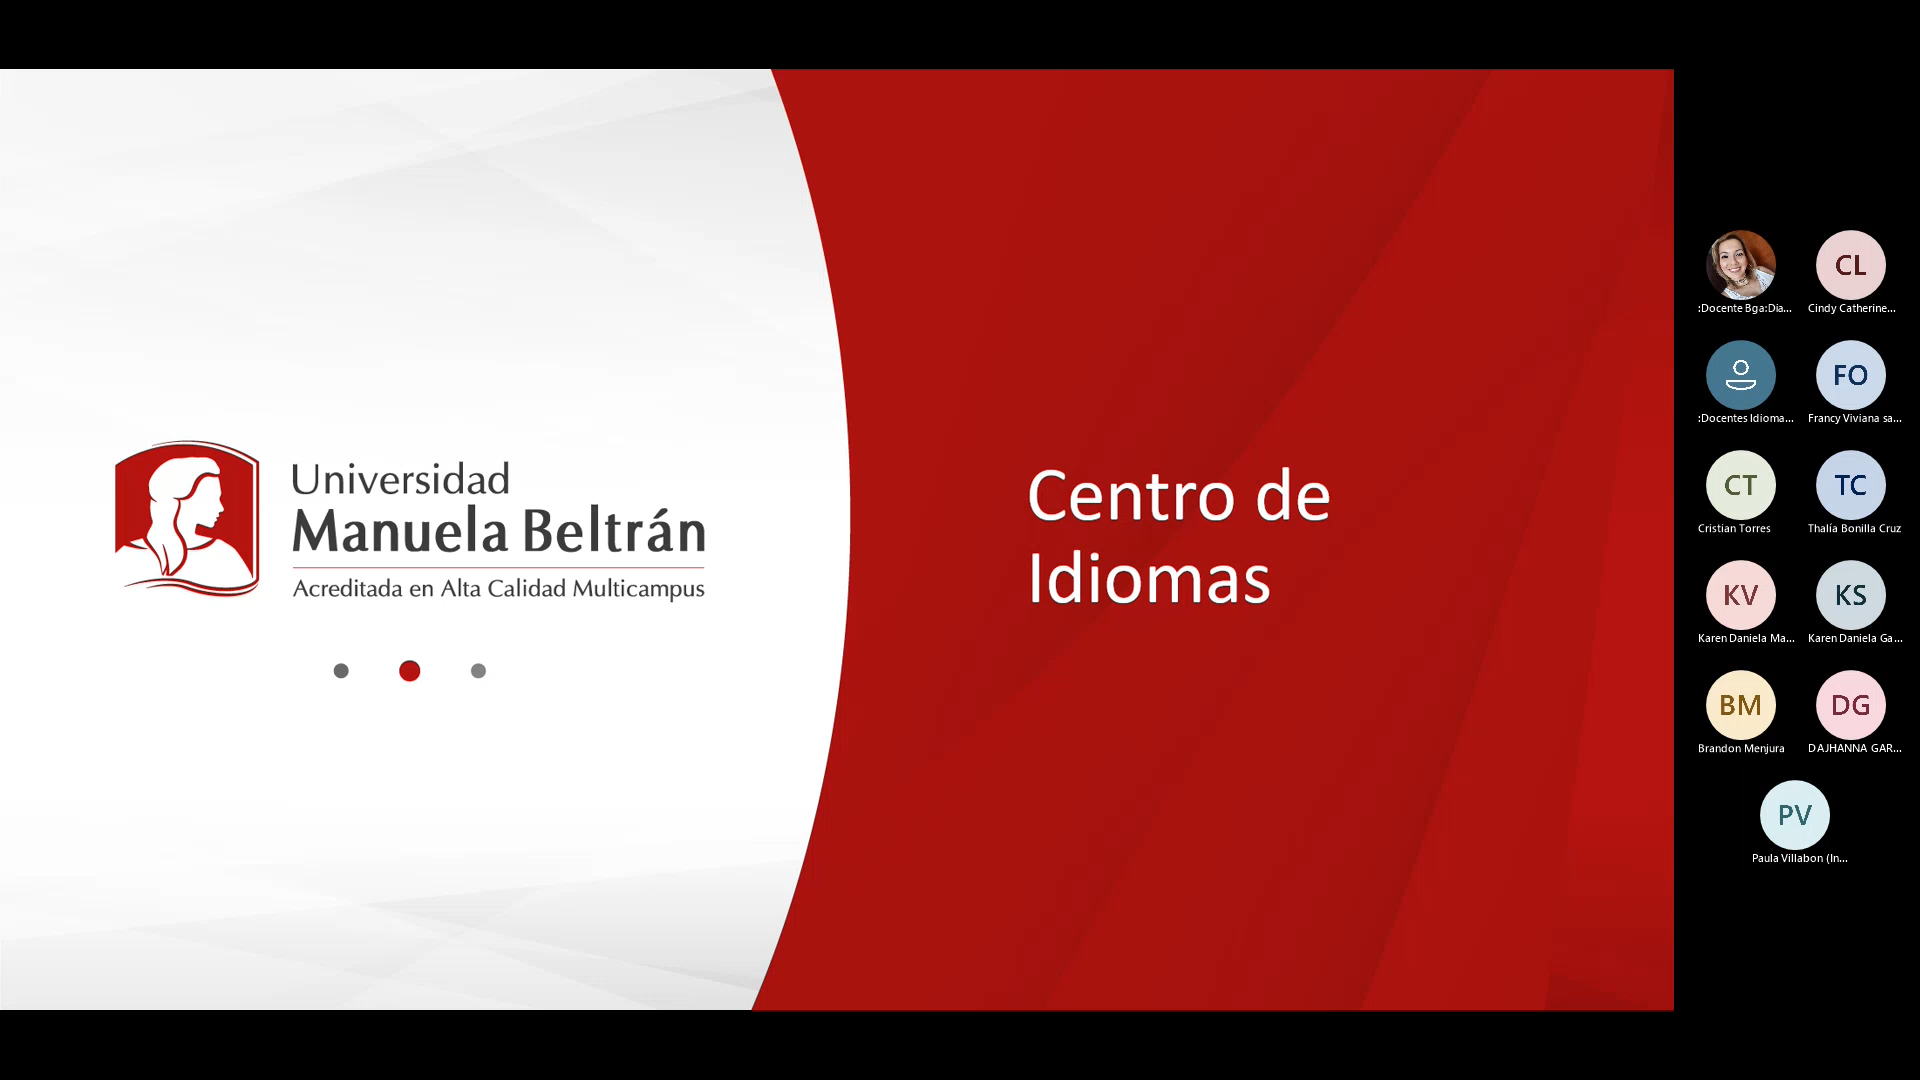 Universidad
Manuela Beltrán
Acreditada en Alta Calidad Multicampus
Centro de
Idiomas
:Docente Bga:Dia...
CL
Cindy Catherine...
:Docentes Idioma...
FO
Francy Viviana sa...
CT
Cristian Torres
TC
Thalía Bonilla Cruz
KV
Karen Daniela Ma...
KS
Karen Daniela Ga...
BM
Brandon Menjura
DG
DAJHANNA GAR...
PV
Paula Villabon (In...